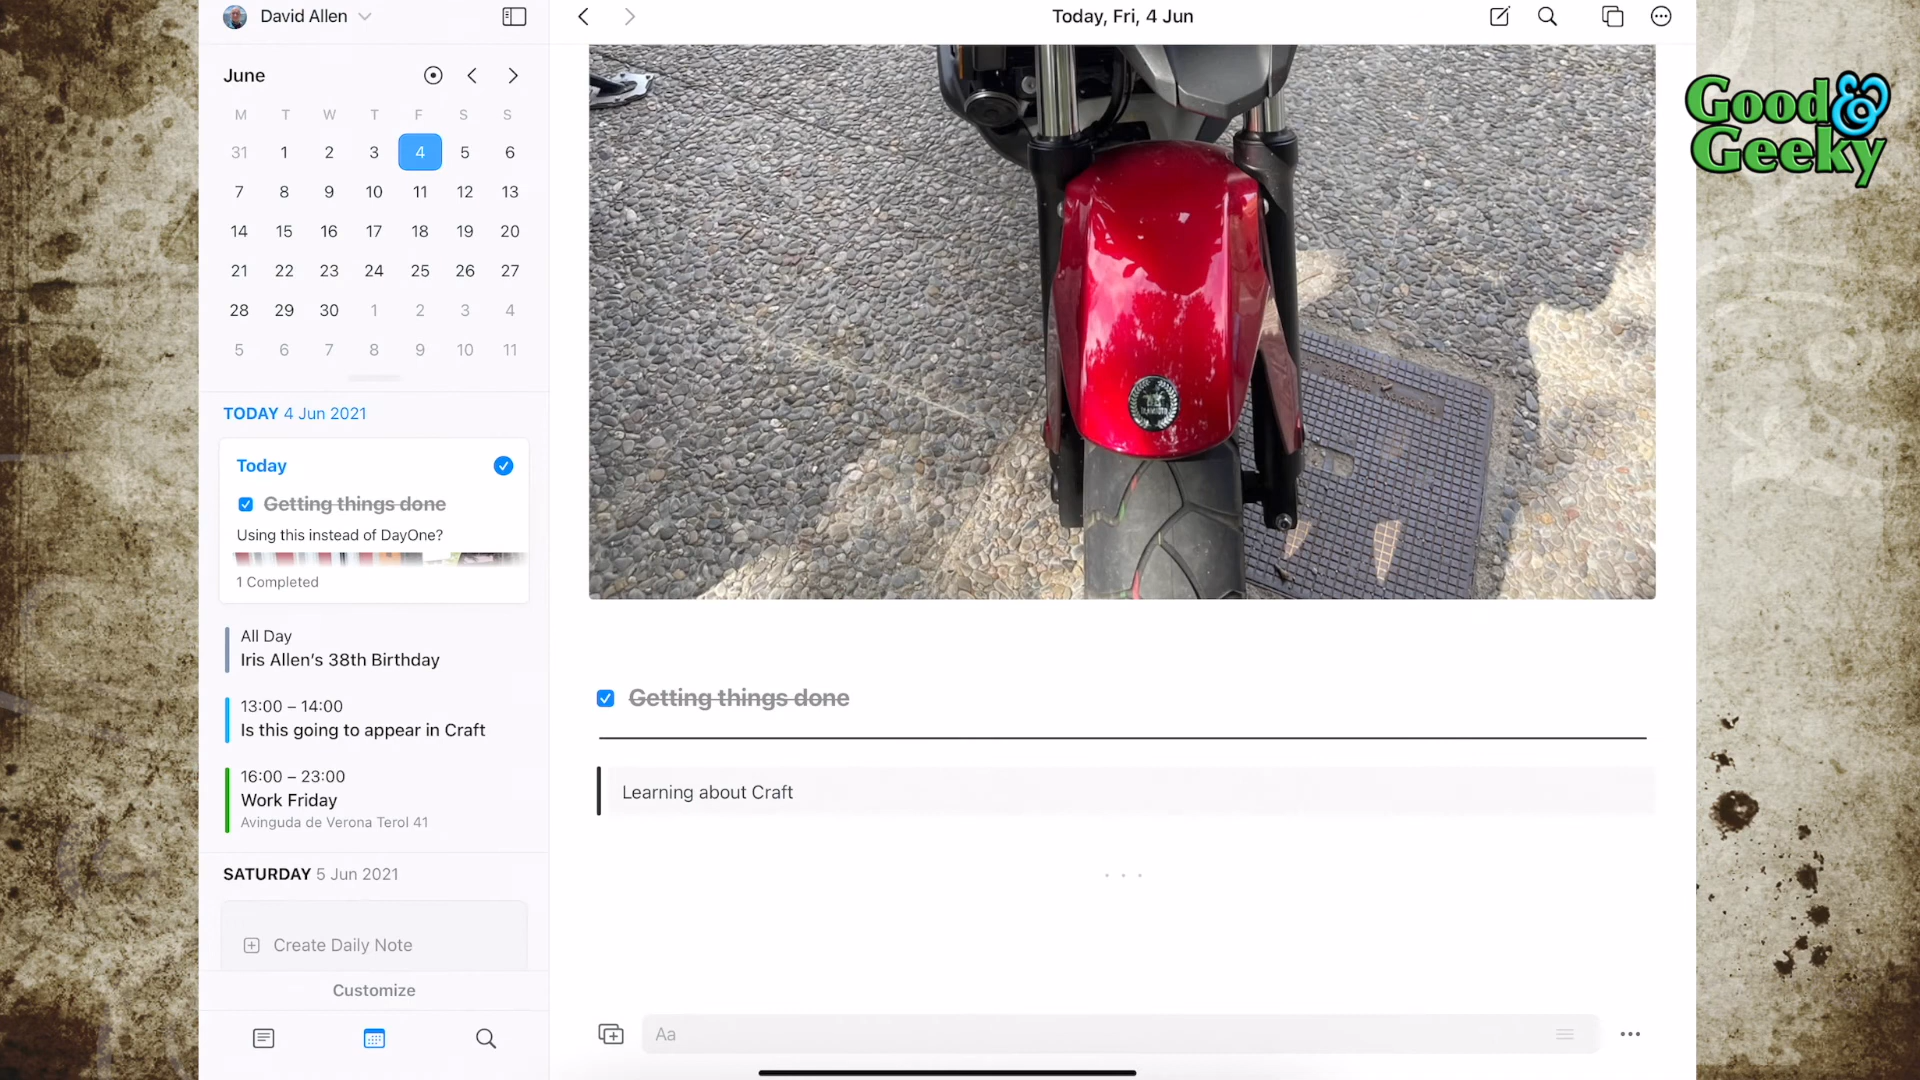 David Allen
June
M T W T F S S
31 1 2 3 4 5 6
7 8 9 10 11 12 13
14 15 16 17 18 19 20
21 22 23 24 25 26 27
28 29 30 1 2 3 4
5 6 7 8 9 10 11
TODAY 4 Jun 2021
Today
Getting things done
Using this instead of DayOne?
1 Completed
All Day
Iris Allen's 38th Birthday
13:00 – 14:00
Is this going to appear in Craft
16:00 – 23:00
Work Friday
Avinguda de Verona Terol 41
SATURDAY 5 Jun 2021
Create Daily Note
Customize
Today, Fri, 4 Jun
Getting things done
Learning about Craft
Aa
Good &
Geeky